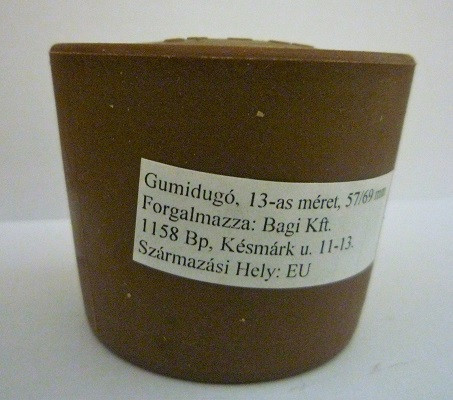 Gumidugó, 13-as méret, 57/69 mm
Forgalmazza: Bagi Kft.
1158 Bp, Késmárk u. 11-13.
Származási Hely: EU